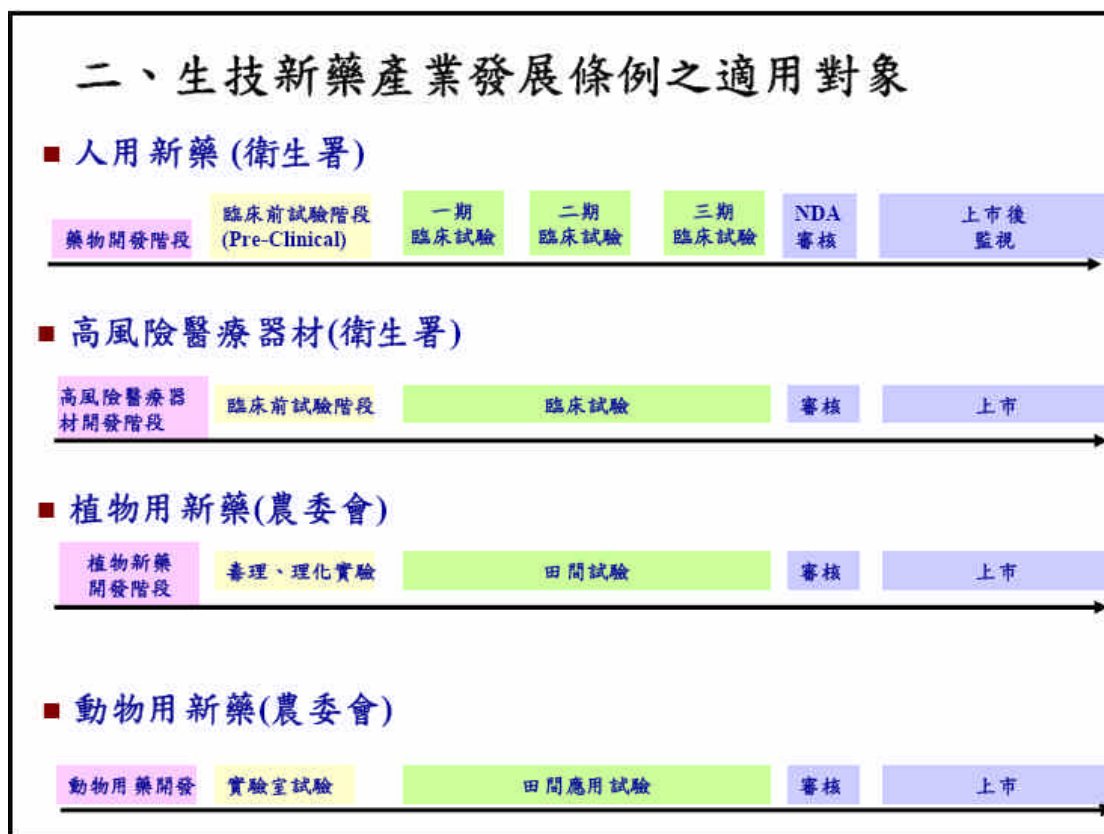 二、生技新藥產業發展條例之適用對象
人用新藥 (衛生署)
藥物開發階段
臨床前試驗階段
(Pre-Clinical)
一期
臨床試驗
二期
臨床試驗
三期
臨床試驗
NDA
審核
上市後
監視
高風險醫療器材(衛生署)
高風險醫療器
材開發階段
臨床前試驗階段
臨床試驗
審核
上市
植物用新藥(農委會)
植物新藥
開發階段
毒理、理化實驗
田間試驗
審核
上市
動物用新藥(農委會)
動物用藥開發
實驗室試驗
田間應用試驗
審核
上市